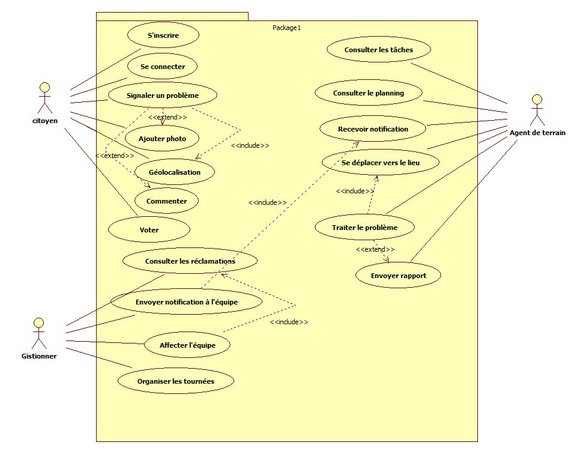 Package1
S'inscrire
Se connecter
Signaler un problème
<<extend>>
Ajouter photo
<<extend>>
<<include>>
Géolocalisation
Commenter
Voter
citoyen
Consulter les tâches
Consulter le planning
Recevoir notification
Se déplacer vers le lieu
<<include>>
<<include>>
Traiter le problème
<<extend>>
Envoyer rapport
Agent de terrain
Consulter les réclamations
Envoyer notification à l'équipe
<<include>>
Affecter l'équipe
Organiser les tournées
Gistionner